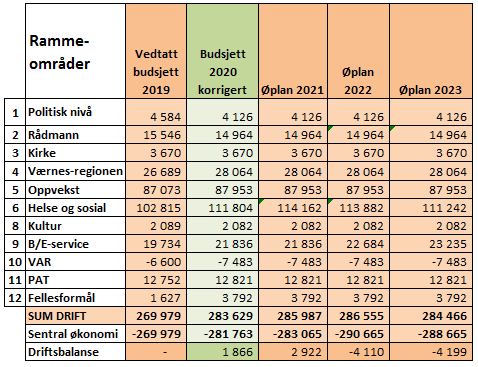 Ramme-områder Vedtatt budsjett 2019 Budsjett 2020 korrigert Øplan 2021 Øplan 2022 Øplan 2023
1 Politisk nivå 4 584 4 126 4 126 4 126 4 126
2 Rådmann 15 546 14 964 14 964 14 964 14 964
3 Kirke 3 670 3 670 3 670 3 670 3 670
4 Værnes-regionen 26 689 28 064 28 064 28 064 28 064
5 Oppvekst 87 073 87 953 87 953 87 953 87 953
6 Helse og sosial 102 815 111 804 114 162 113 882 111 242
8 Kultur 2 089 2 082 2 082 2 082 2 082
9 B/E-service 19 734 21 836 21 836 22 684 23 235
10 VAR -6 600 -7 483 -7 483 -7 483 -7 483
11 PAT 12 752 12 821 12 821 12 821 12 821
12 Fellesformål 1 627 3 792 3 792 3 792 3 792
SUM DRIFT 269 979 283 629 285 987 286 555 284 466
Sentral økonomi -269 979 -281 763 -283 065 -290 665 -288 665
Driftsbalanse - 1 866 2 922 -4 110 -4 199